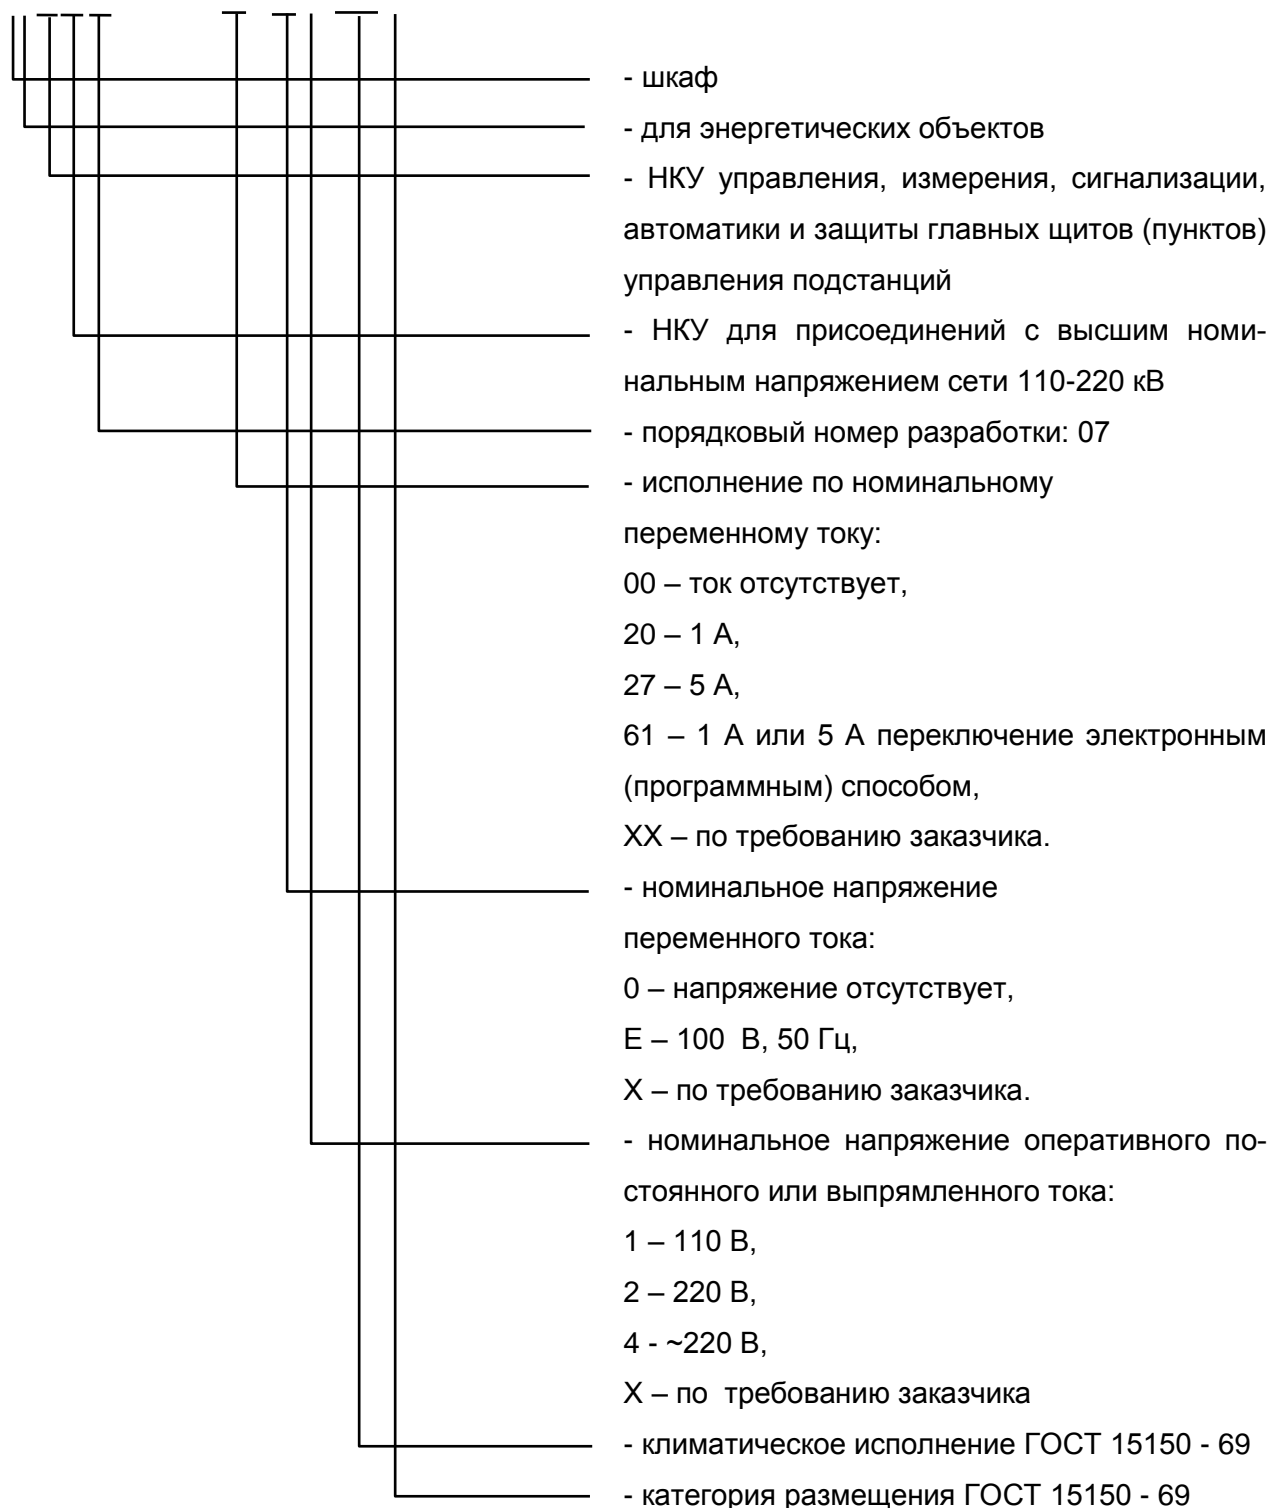 - шкаф
- для энергетических объектов
- НКУ управления, измерения, сигнализации,
автоматики и защиты главных щитов (пунктов)
управления подстанций
- НКУ для присоединений с высшим номи-
нальным напряжением сети 110-220 кВ
- порядковый номер разработки: 07
- исполнение по номинальному
переменному току:
00 – ток отсутствует,
20 – 1 А,
27 – 5 А,
61 – 1 А или 5 А переключение электронным
(программным) способом,
ХХ – по требованию заказчика.
- номинальное напряжение
переменного тока:
0 – напряжение отсутствует,
Е – 100  В, 50 Гц,
Х – по требованию заказчика.
- номинальное напряжение оперативного по-
стоянного или выпрямленного тока:
1 – 110 В,
2 – 220 В,
4 - ~220 В,
Х – по  требованию заказчика
- климатическое исполнение ГОСТ 15150 - 69
- категория размещения ГОСТ 15150 - 69